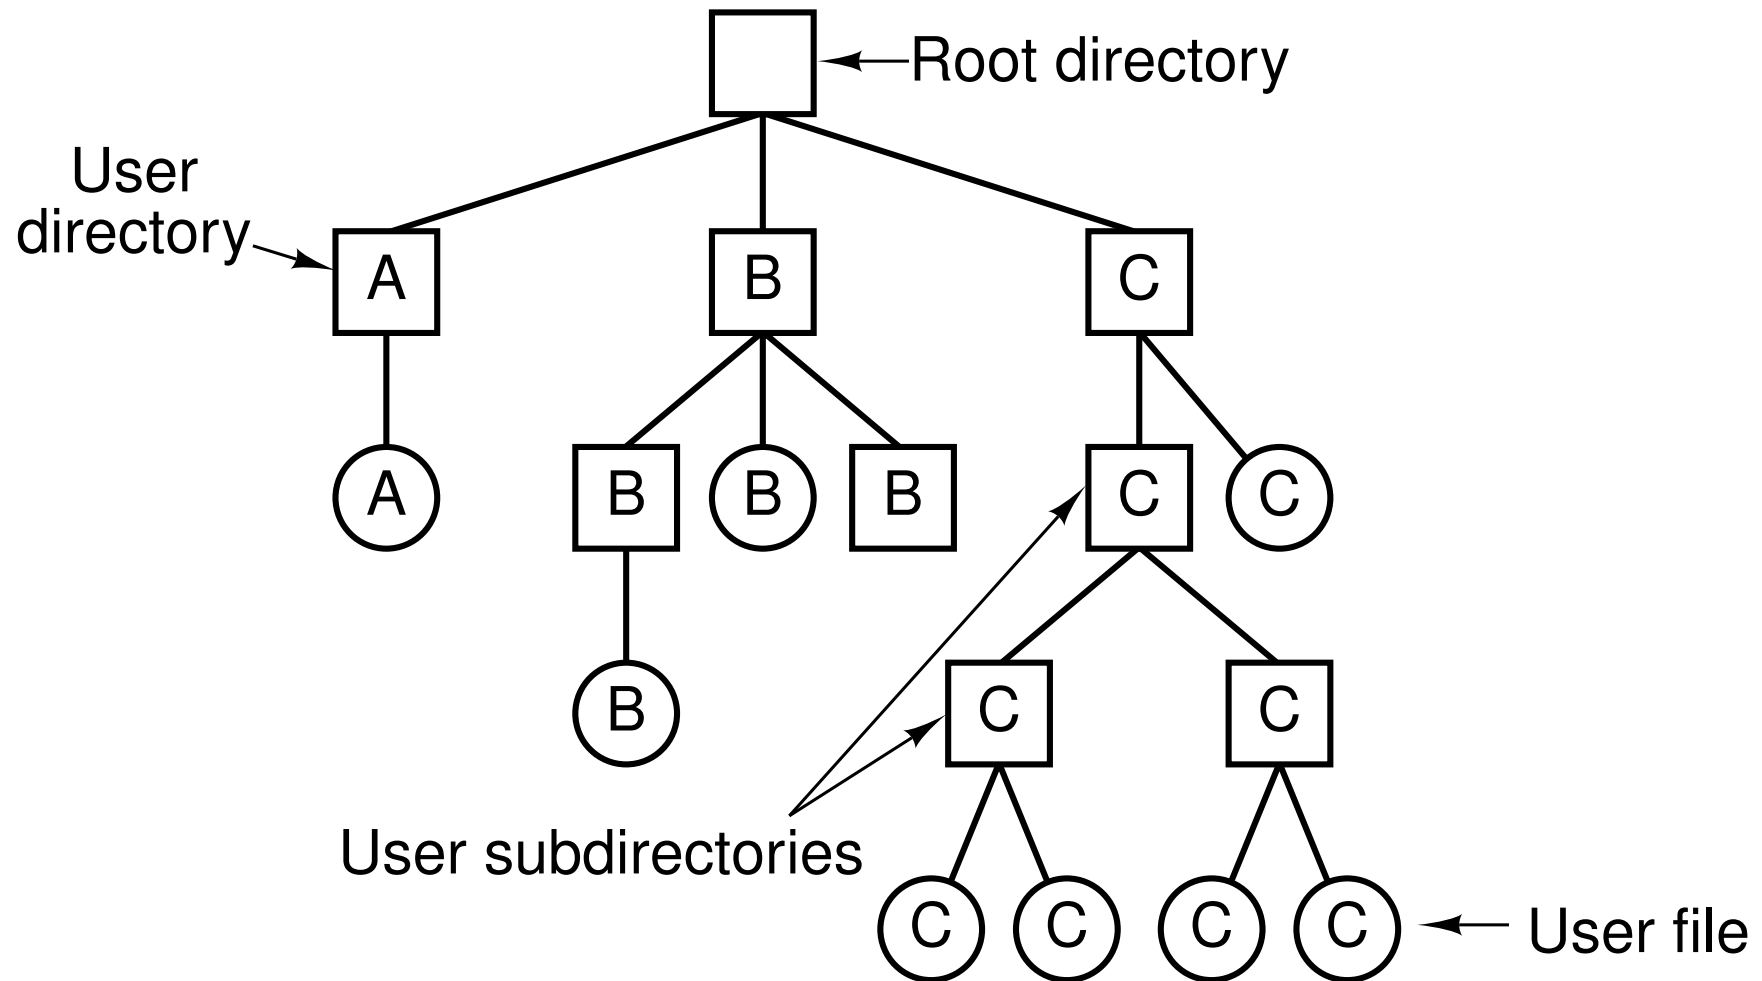 Root directory
User
directory
A
B
C
A
B
B
B
C
C
B
C
C
User subdirectories
C
C
C
C
User file